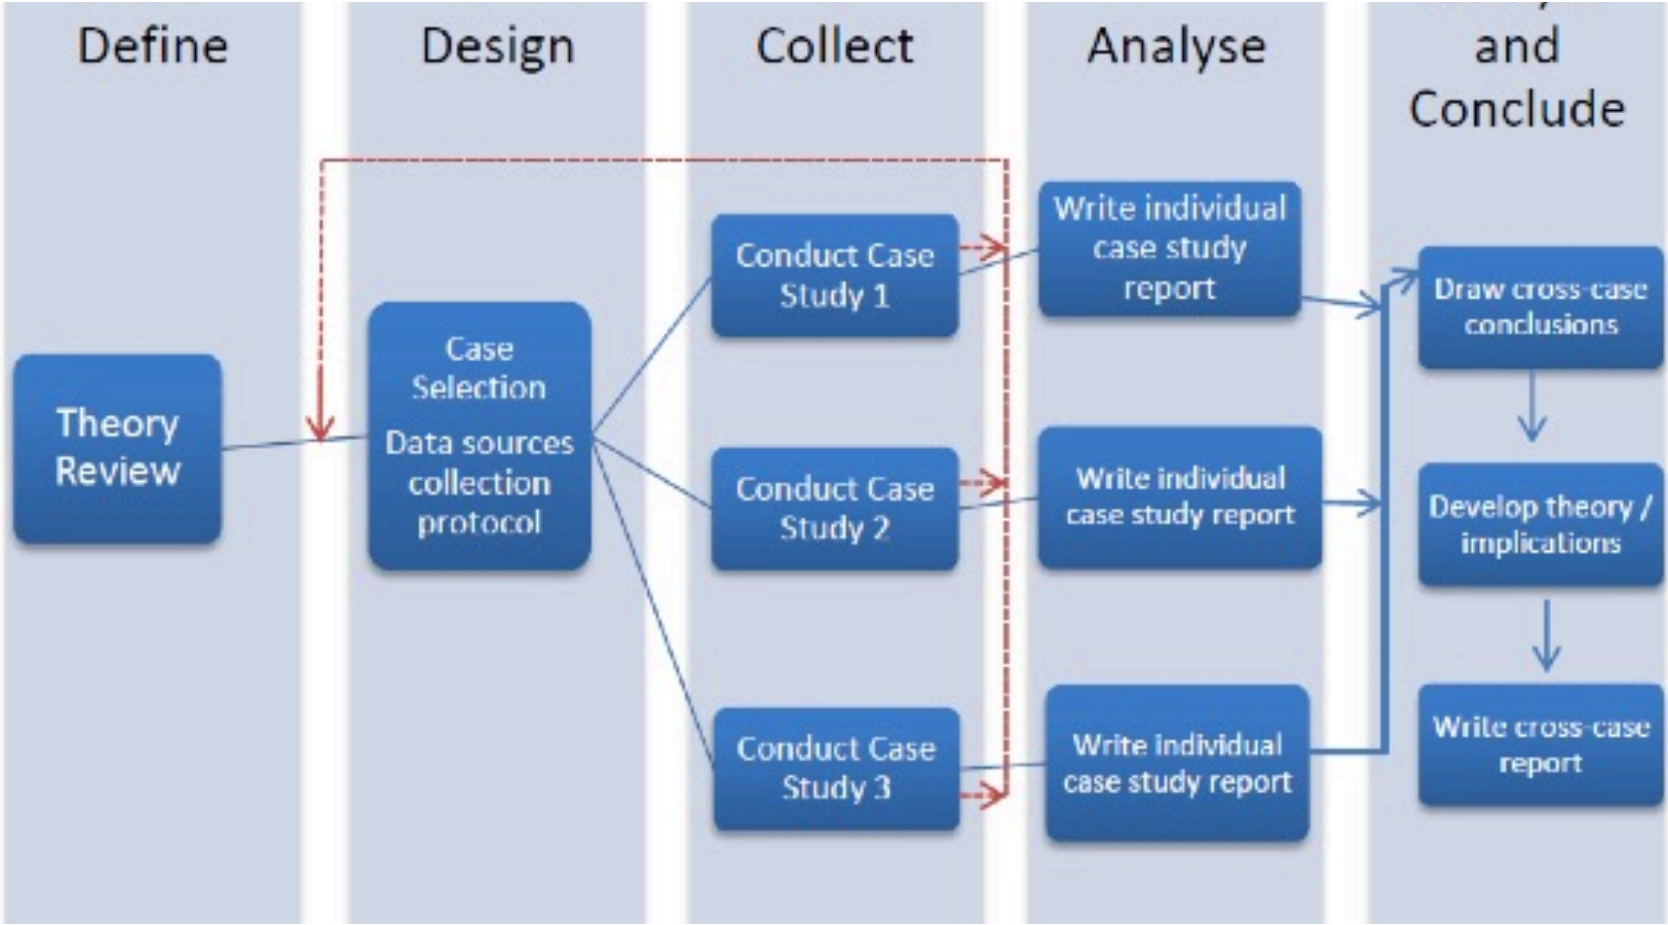 Define
Design
Collect
Analyse
and
Conclude
Theory
Review
Case
Selection
Data sources
collection
protocol
Conduct Case
Study 1
Conduct Case
Study 2
Conduct Case
Study 3
Write individual
case study
report
Write individual
case study report
Write individual
case study report
Draw cross-case
conclusions
Develop theory /
implications
Write cross-case
report